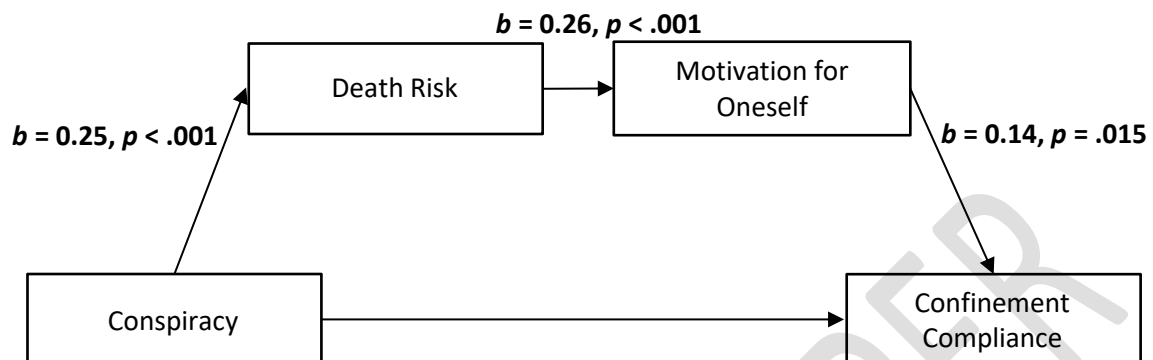 b = 0.26, p < .001
Death Risk
Motivation for
Oneself
b = 0.25, p < .001
b = 0.14, p = .015
Conspiracy
Confinement
Compliance